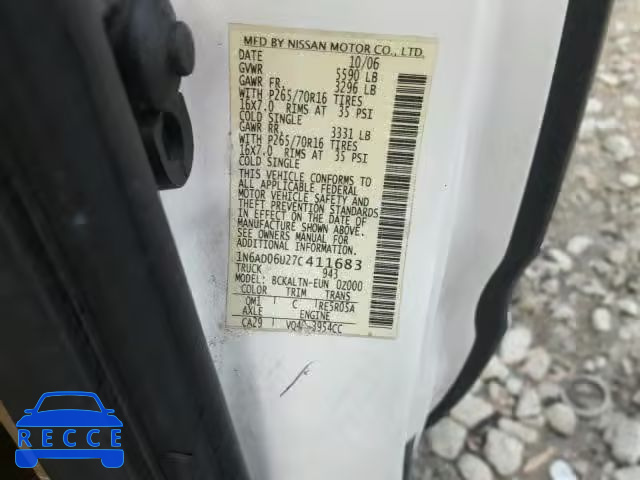 MFD BY NISSAN MOTOR CO., LTD.
DATE 10/06
GVWR 5590 LB
GAWR FR. 3296 LB
WITH P265/70R16 TIRES
16X7.0 RIMS AT 35 PSI
COLD SINGLE
GAWR RR. 3331 LB
WITH P265/70R16 TIRES
16X7.0 RIMS AT 35 PSI
COLD SINGLE
THIS VEHICLE CONFORMS TO
ALL APPLICABLE FEDERAL
MOTOR VEHICLE SAFETY AND
THEFT PREVENTION STANDARDS
IN EFFECT ON THE DATE OF
MANUFACTURE SHOWN ABOVE.
SEE OWNERS MANUAL FOR
ADDITIONAL INFORMATION.
1N6AD06U27C411683
TRUCK 943
MODEL: BCKALTN-EUN DZ000
COLOR TRIM TRANS
QM1 C RE5R05A
AXLE ENGINE
CA29 VQ40 3954CC
RECCE